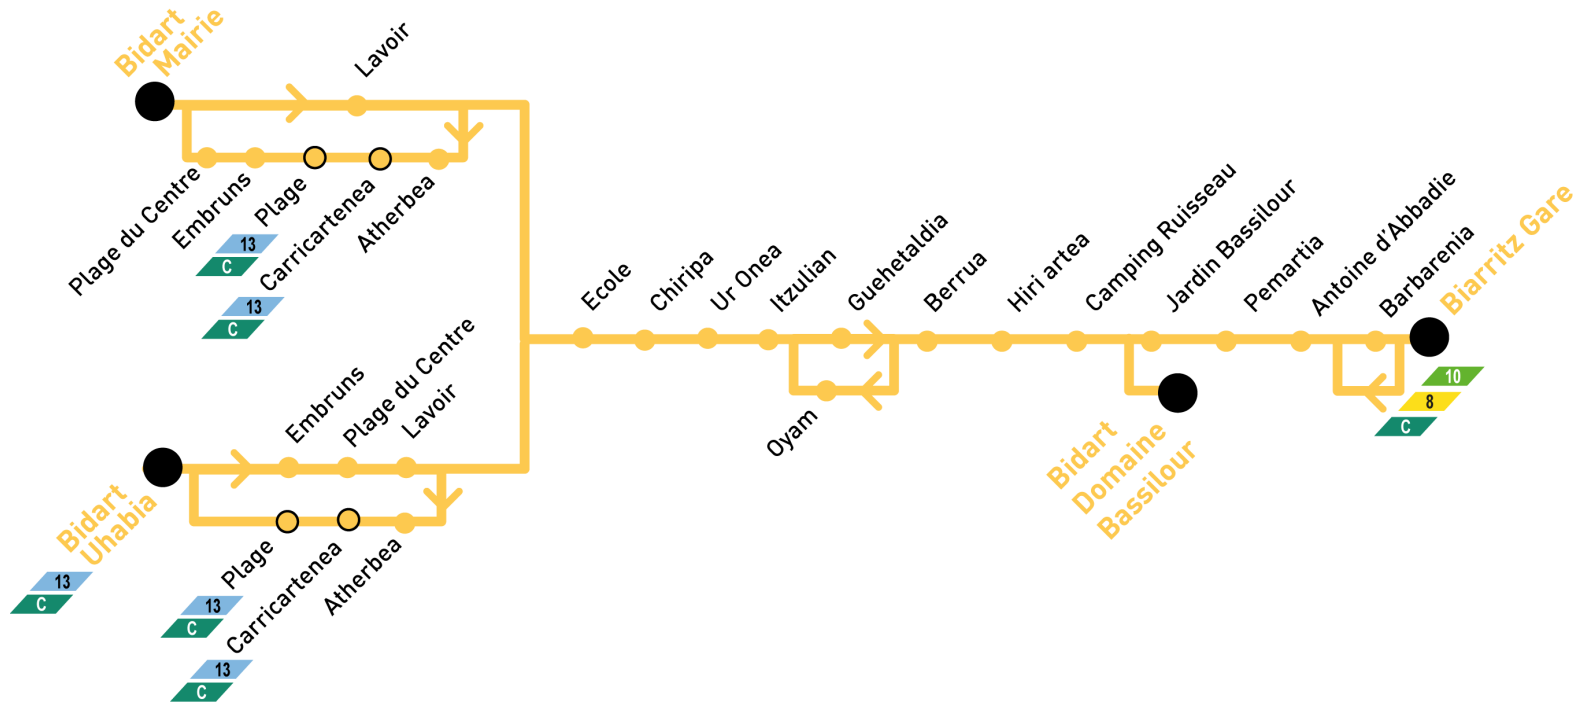 Bidart
Mairie
Lavoir
Plage du Centre
Embruns
Plage
13
C
Carricartenea
13
C
Atherbea
Ecole
Chiripa
Ur Onea
Itzulian
Guehetaldia
Oyam
Berrua
Hiri artea
Camping Ruisseau
Jardin Bassilour
Pemartia
Antoine d'Abbadie
Barbarenia
Biarritz Gare
10
8
C
Bidart
Domaine
Bassilour
Embruns
Plage du Centre
Lavoir
Bidart
Uhabia
13
C
Plage
13
C
Carricartenea
13
C
Atherbea